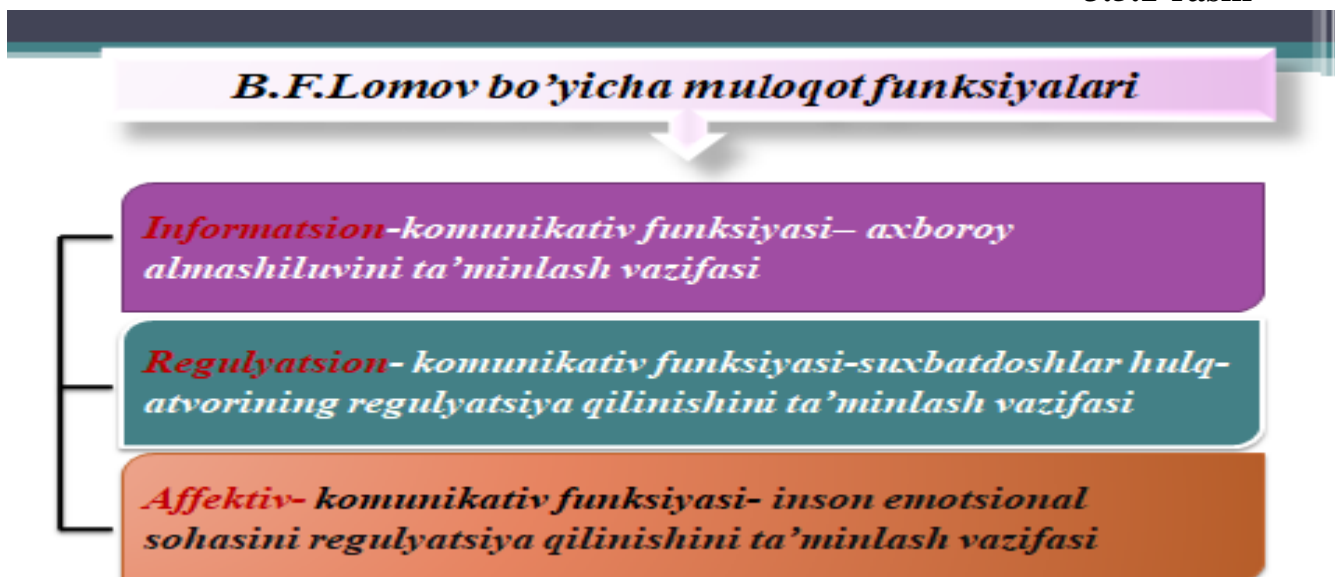 B.F.Lomov bo’yicha muloqot funksiyalari
Informatsion-komunikativ funksiyasi– axboroy
almashiluvini ta’minlash vazifasi
Regulyatsion- komunikativ funksiyasi-suxbatdoshlar hulq-
atvorining regulyatsiya qilinishini ta’minlash vazifasi
Affektiv- komunikativ funksiyasi- inson emotsional
sohasini regulyatsiya qilinishini ta’minlash vazifasi